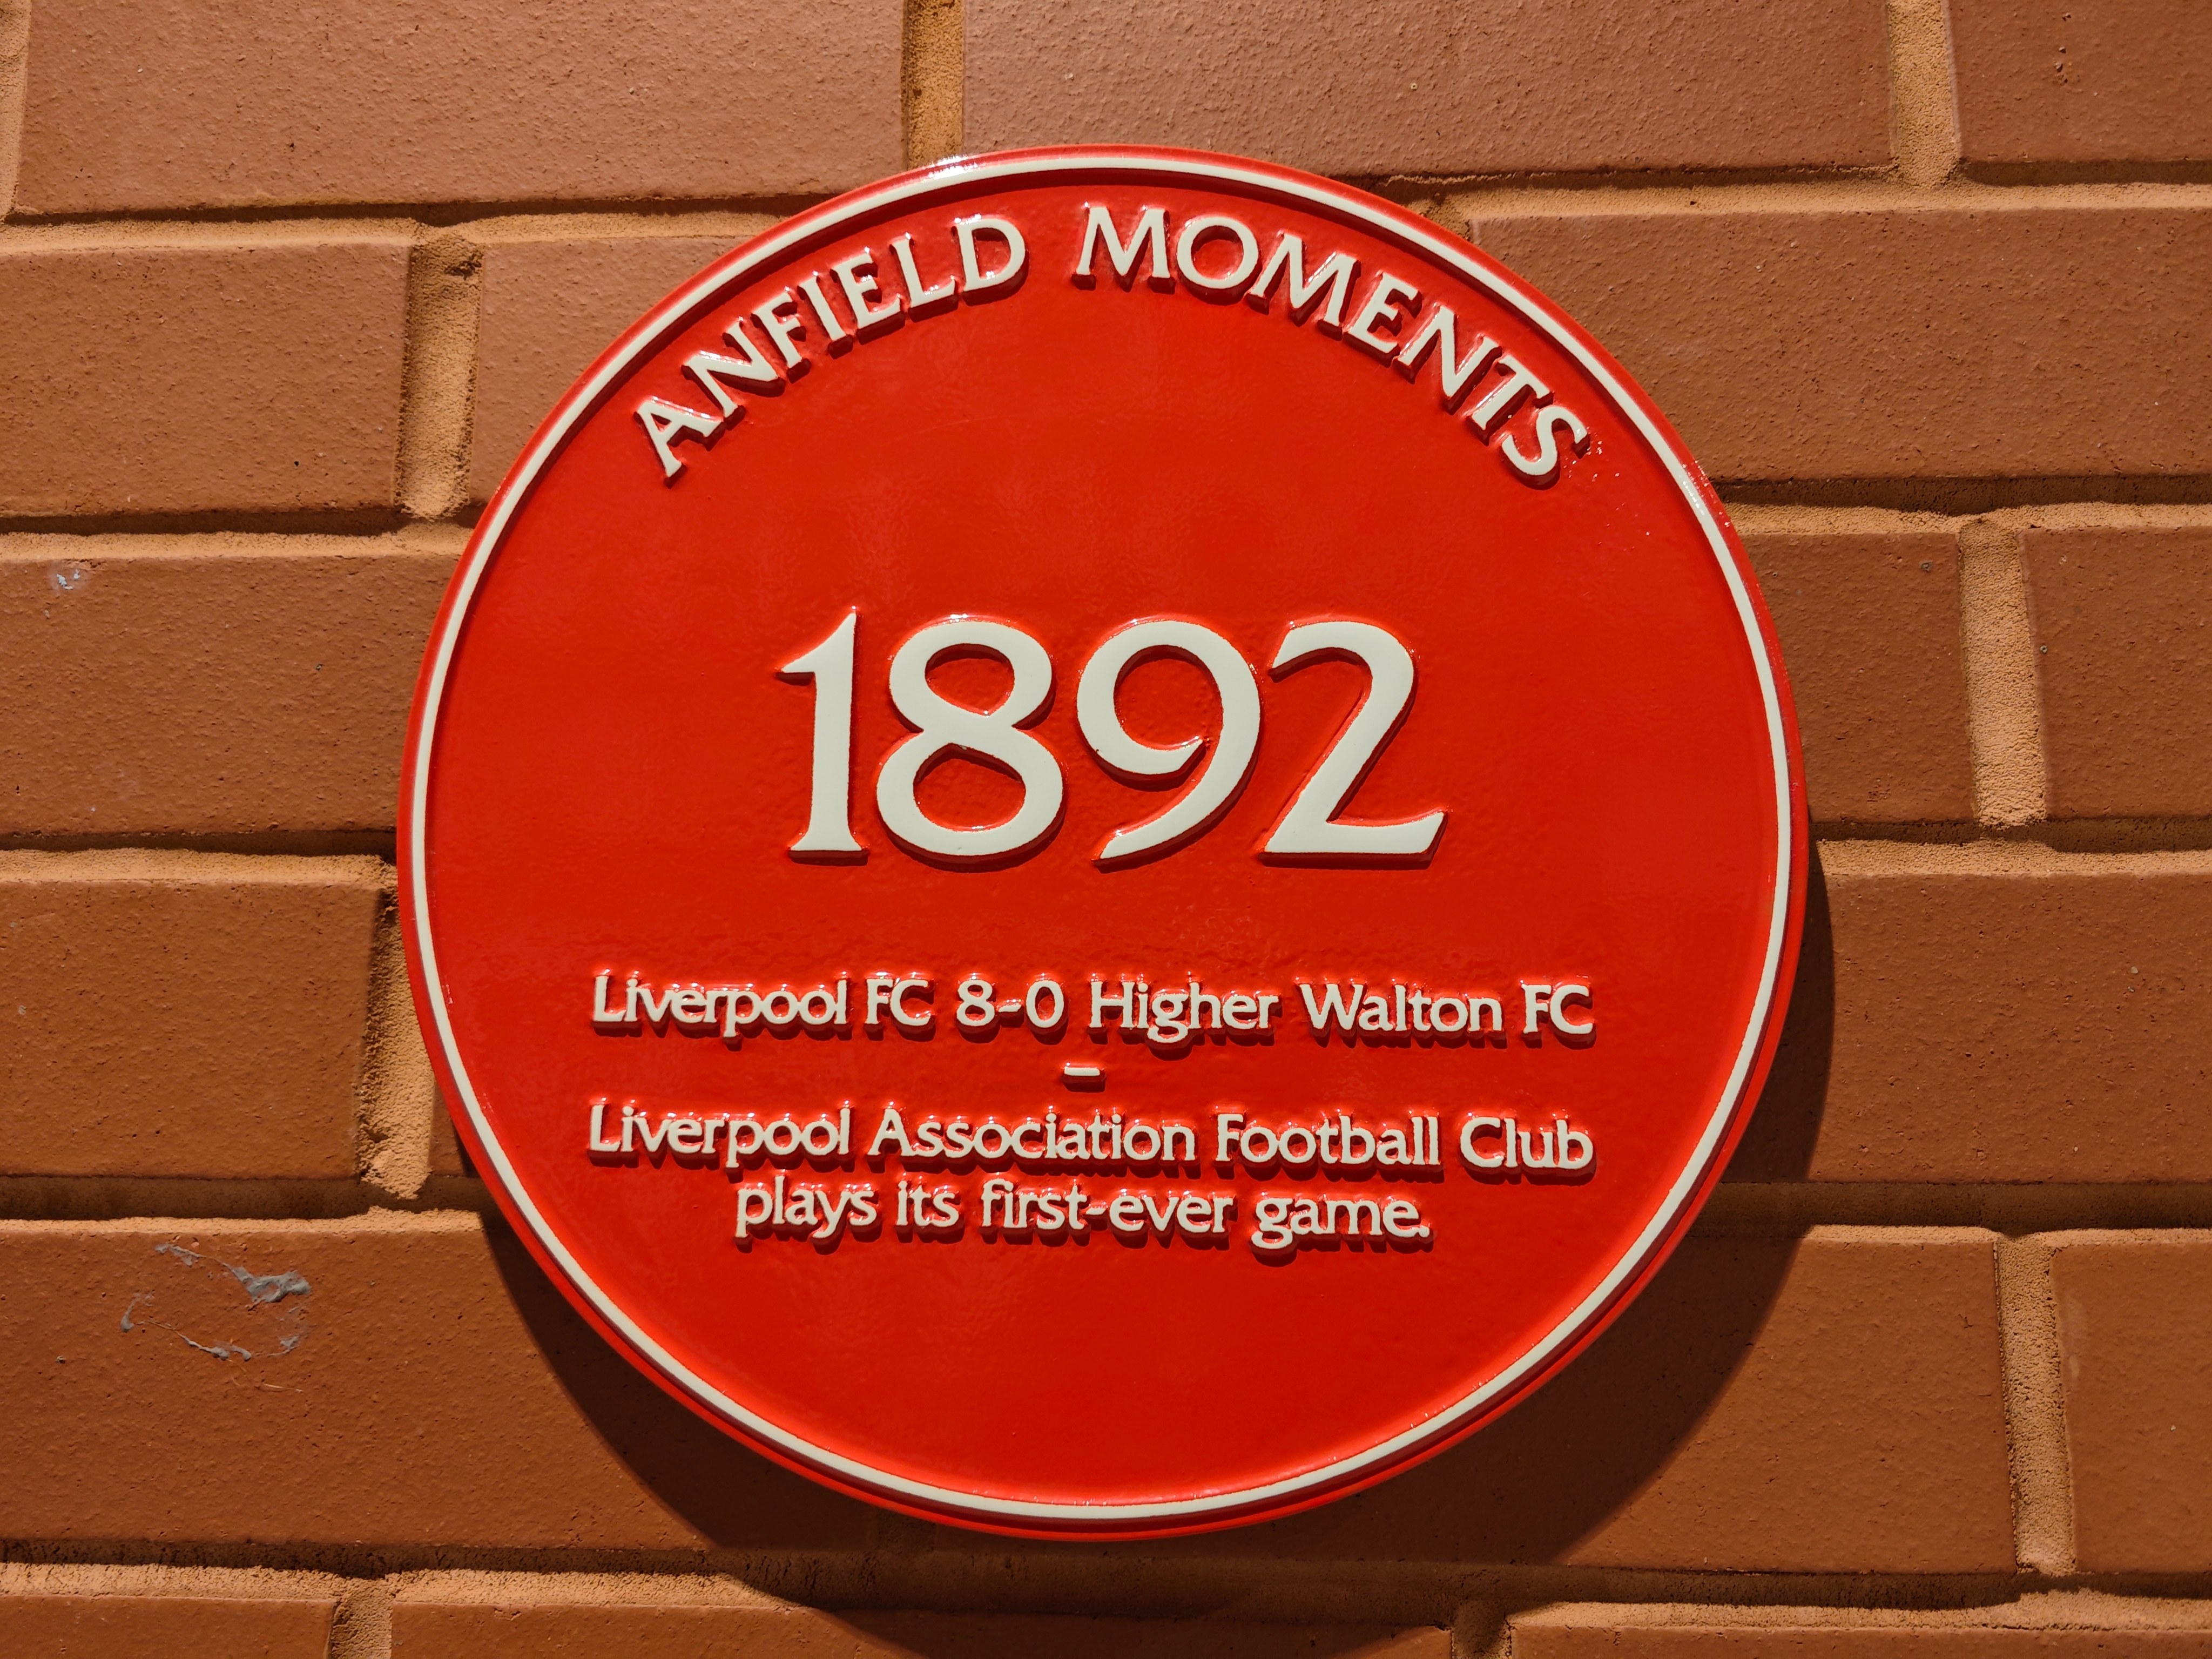 ANFIELD MOMENTS
1892
Liverpool FC 8-0 Higher Walton FC
-
Liverpool Association Football Club
plays its first-ever game.